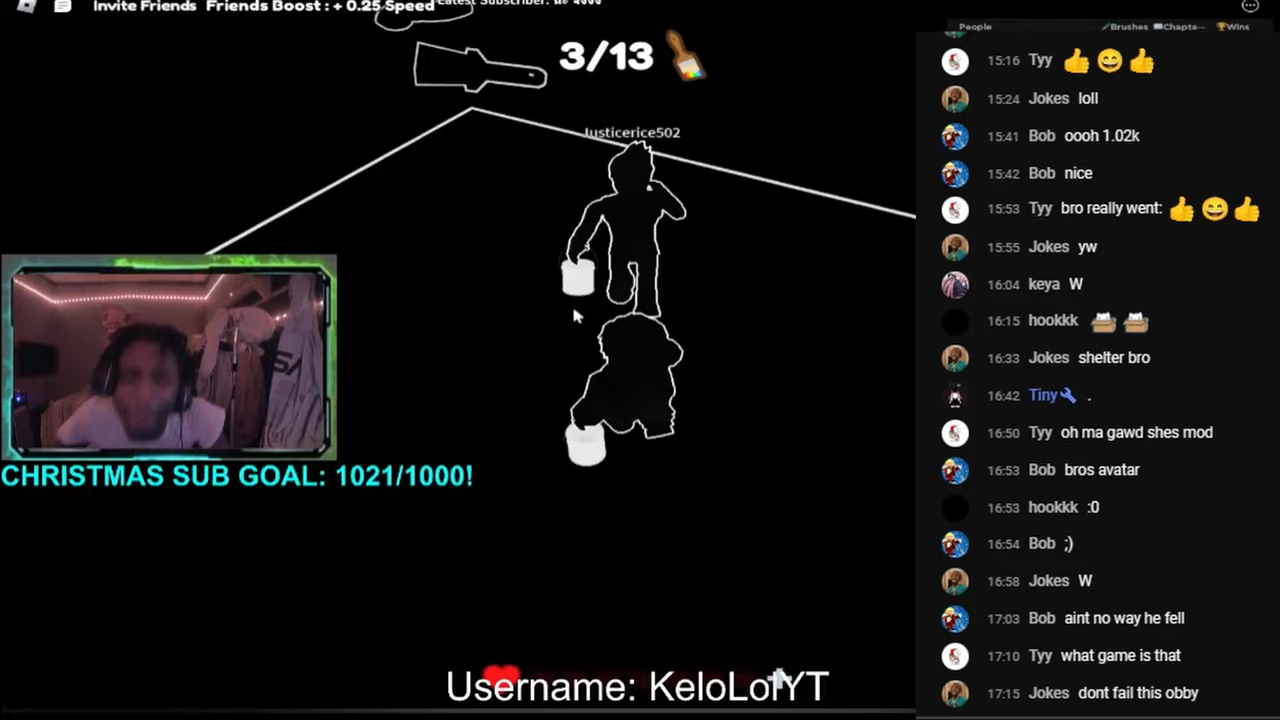 Invite Friends Friends Boost : + 0.25 Speed
Latest Subscriber:
3/13
Justicerice502
CHRISTMAS SUB GOAL: 1021/1000!
Username: KeloLolYT
People Brushes Chapte-- Wins
15:16 Tyy 👍 😄 👍
15:24 Jokes loll
15:41 Bob oooh 1.02k
15:42 Bob nice
15:53 Tyy bro really went: 👍 😄 👍
15:55 Jokes yw
16:04 keya W
16:15 hookkk
16:33 Jokes shelter bro
16:42 Tiny🔧 .
16:50 Tyy oh ma gawd shes mod
16:53 Bob bros avatar
16:53 hookkk :0
16:54 Bob ;)
16:58 Jokes W
17:03 Bob aint no way he fell
17:10 Tyy what game is that
17:15 Jokes dont fail this obby